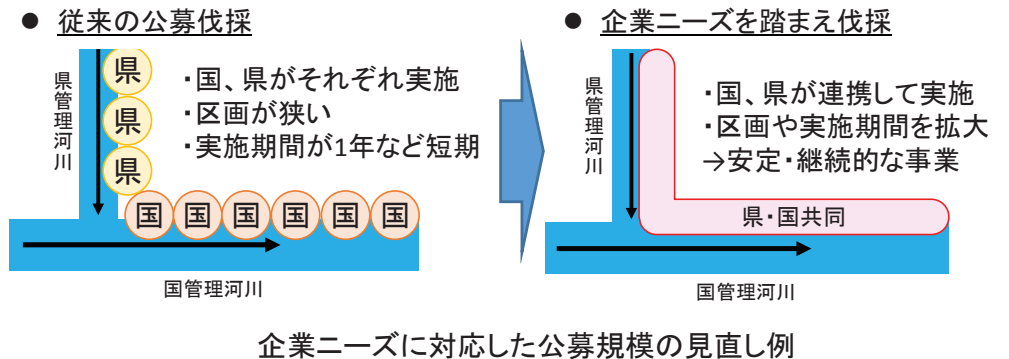 ● 従来の公募伐採
県管理河川
県
県
県
・国、県がそれぞれ実施
・区画が狭い
・実施期間が1年など短期
国 国 国 国 国 国
国管理河川
● 企業ニーズを踏まえ伐採
県管理河川
・国、県が連携して実施
・区画や実施期間を拡大
→安定・継続的な事業
県・国共同
国管理河川
企業ニーズに対応した公募規模の見直し例